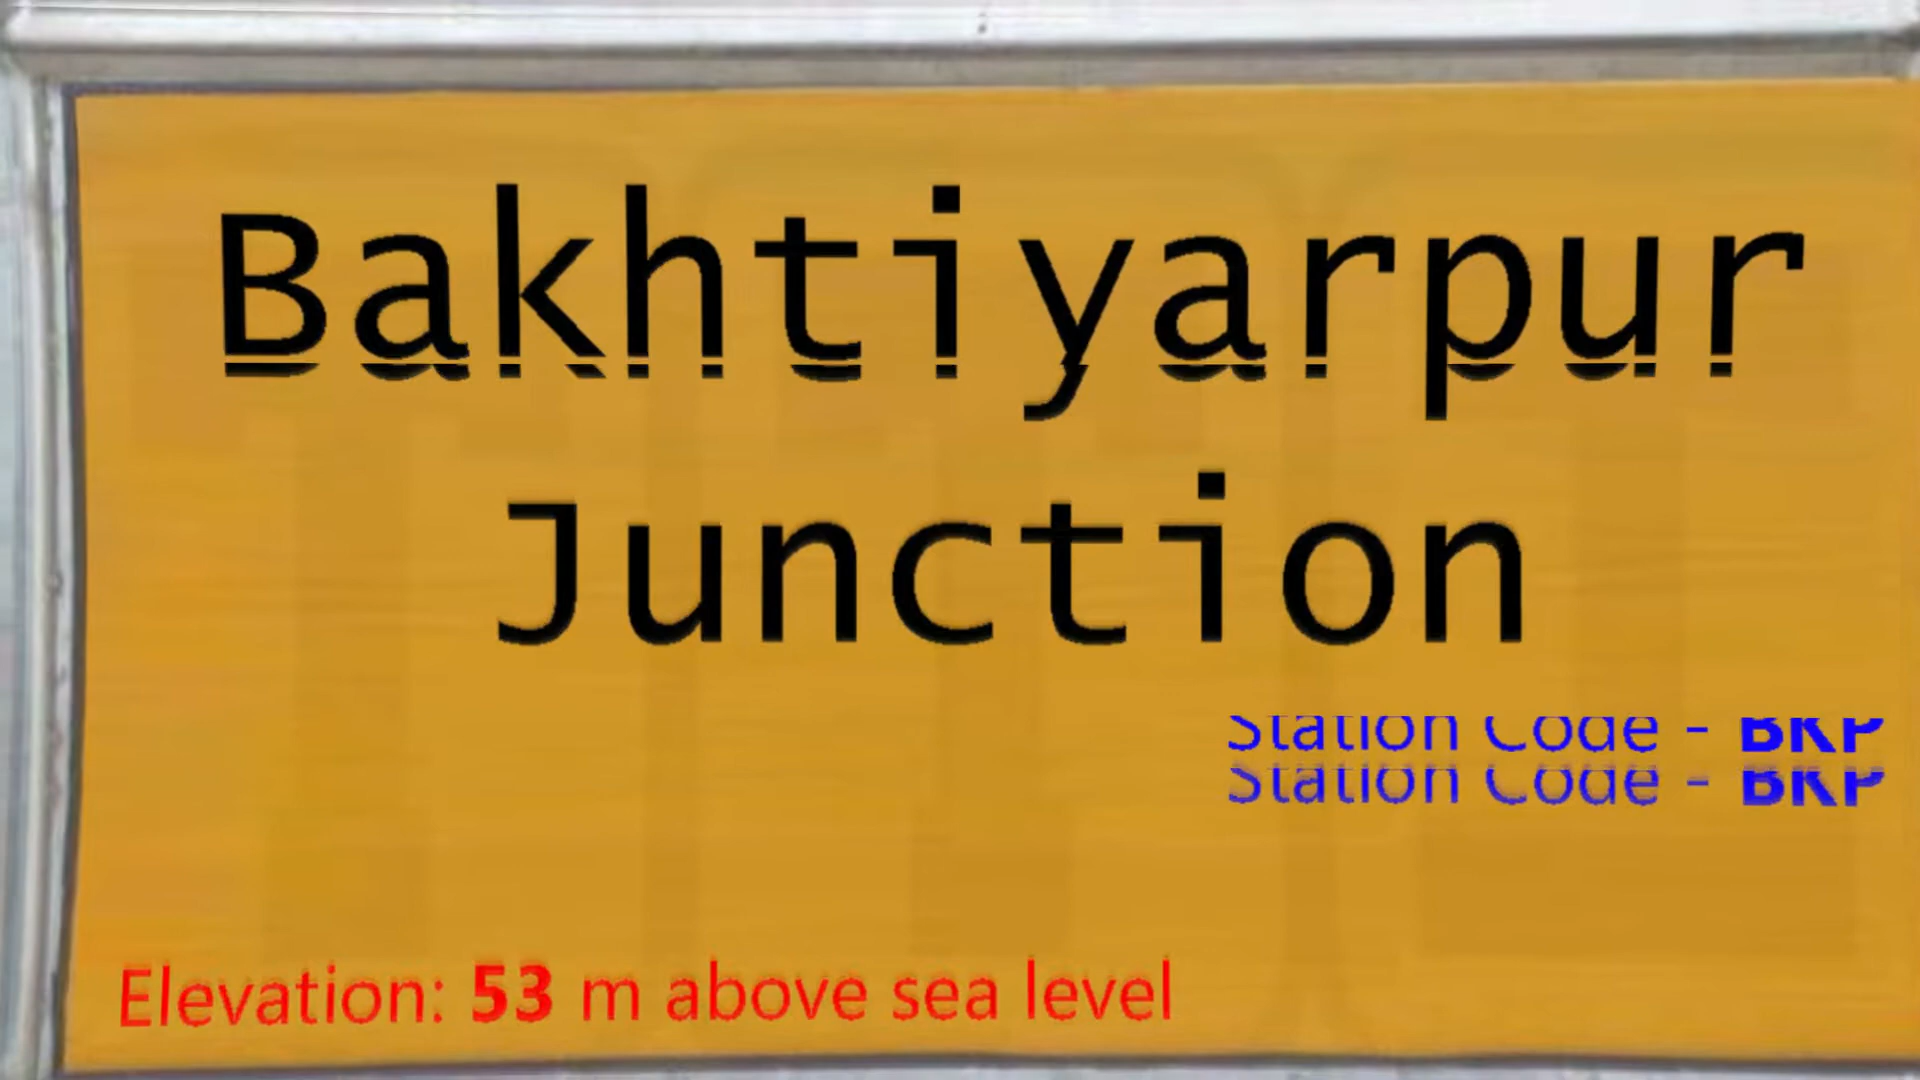 Bakhtiyarpur
Junction
Station Code - BKP
Station Code - BKP
Elevation: 53 m above sea level